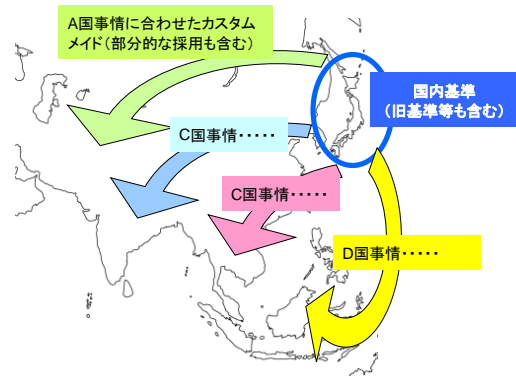 A国事情に合わせたカスタム
メイド（部分的な採用も含む）
国内基準
（旧基準等も含む）
C国事情・・・・・
C国事情・・・・・
D国事情・・・・・